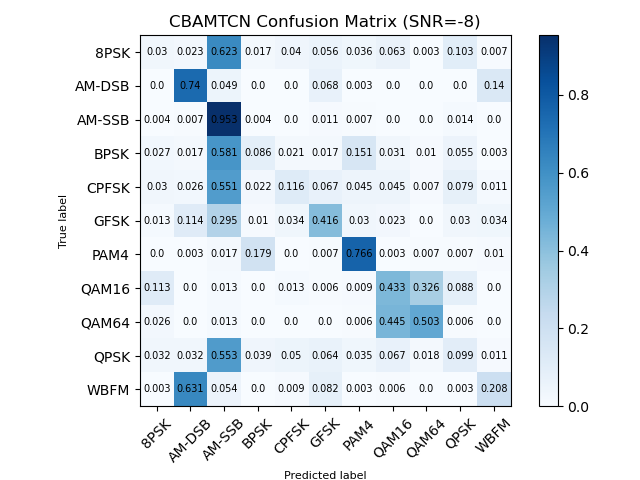 CBAMTCN Confusion Matrix (SNR=-8)
8PSK 0.03 0.023 0.623 0.017 0.04 0.056 0.036 0.063 0.003 0.103 0.007
AM-DSB 0.0 0.74 0.049 0.0 0.0 0.068 0.003 0.0 0.0 0.0 0.14
AM-SSB 0.004 0.007 0.953 0.004 0.0 0.011 0.007 0.0 0.0 0.014 0.0
BPSK 0.027 0.017 0.581 0.086 0.021 0.017 0.151 0.031 0.01 0.055 0.003
CPFSK 0.03 0.026 0.551 0.022 0.116 0.067 0.045 0.045 0.007 0.079 0.011
GFSK 0.013 0.114 0.295 0.01 0.034 0.416 0.03 0.023 0.0 0.03 0.034
PAM4 0.0 0.003 0.017 0.179 0.0 0.007 0.766 0.003 0.007 0.007 0.01
QAM16 0.113 0.0 0.013 0.0 0.013 0.006 0.009 0.433 0.326 0.088 0.0
QAM64 0.026 0.0 0.013 0.0 0.0 0.0 0.006 0.445 0.503 0.006 0.0
QPSK 0.032 0.032 0.553 0.039 0.05 0.064 0.035 0.067 0.018 0.099 0.011
WBFM 0.003 0.631 0.054 0.0 0.009 0.082 0.003 0.006 0.0 0.003 0.208
8PSK AM-DSB AM-SSB BPSK CPFSK GFSK PAM4 QAM16 QAM64 QPSK WBFM
Predicted label
True label
0.8
0.6
0.4
0.2
0.0